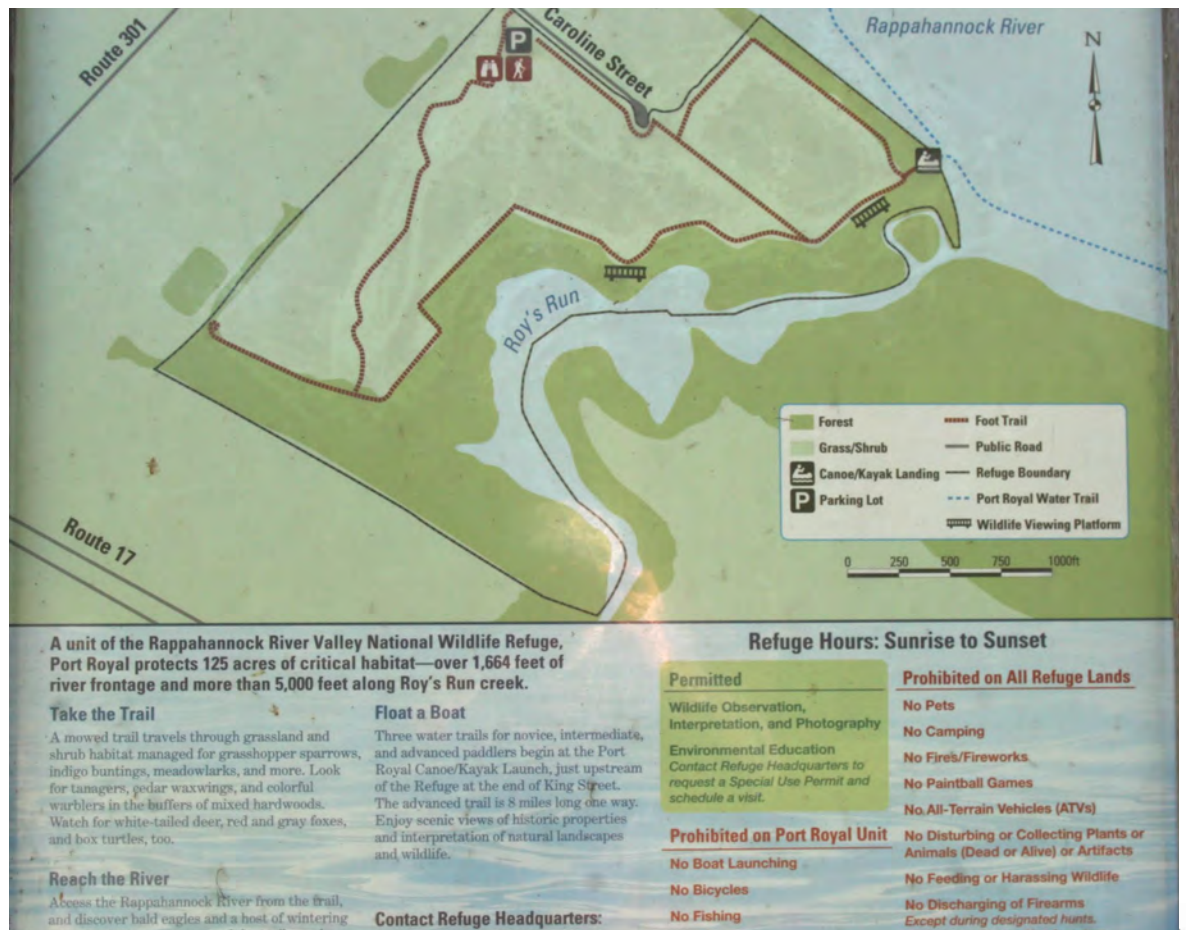 Route 301
P
Caroline Street
Rappahannock River
N
Roy's Run
Route 17
Forest
Grass/Shrub
Canoe/Kayak Landing
P Parking Lot
Foot Trail
Public Road
Refuge Boundary
Port Royal Water Trail
Wildlife Viewing Platform
0 250 500 750 1000ft
A unit of the Rappahannock River Valley National Wildlife Refuge,
Port Royal protects 125 acres of critical habitat—over 1,664 feet of
river frontage and more than 5,000 feet along Roy's Run creek.
Take the Trail
A mowed trail travels through grassland and
shrub habitat managed for grasshopper sparrows,
indigo buntings, meadowlarks, and more. Look
for tanagers, cedar waxwings, and colorful
warblers in the buffers of mixed hardwoods.
Watch for white-tailed deer, red and gray foxes,
and box turtles, too.
Reach the River
Access the Rappahannock River from the trail,
and discover bald eagles and a host of wintering
Float a Boat
Three water trails for novice, intermediate,
and advanced paddlers begin at the Port
Royal Canoe/Kayak Launch, just upstream
of the Refuge at the end of King Street.
The advanced trail is 8 miles long one way.
Enjoy scenic views of historic properties
and interpretation of natural landscapes
and wildlife.
Contact Refuge Headquarters:
Refuge Hours: Sunrise to Sunset
Permitted
Wildlife Observation,
Interpretation, and Photography
Environmental Education
Contact Refuge Headquarters to
request a Special Use Permit and
schedule a visit.
Prohibited on Port Royal Unit
No Boat Launching
No Bicycles
No Fishing
Prohibited on All Refuge Lands
No Pets
No Camping
No Fires/Fireworks
No Paintball Games
No All-Terrain Vehicles (ATVs)
No Disturbing or Collecting Plants or
Animals (Dead or Alive) or Artifacts
No Feeding or Harassing Wildlife
No Discharging of Firearms
Except during designated hunts.